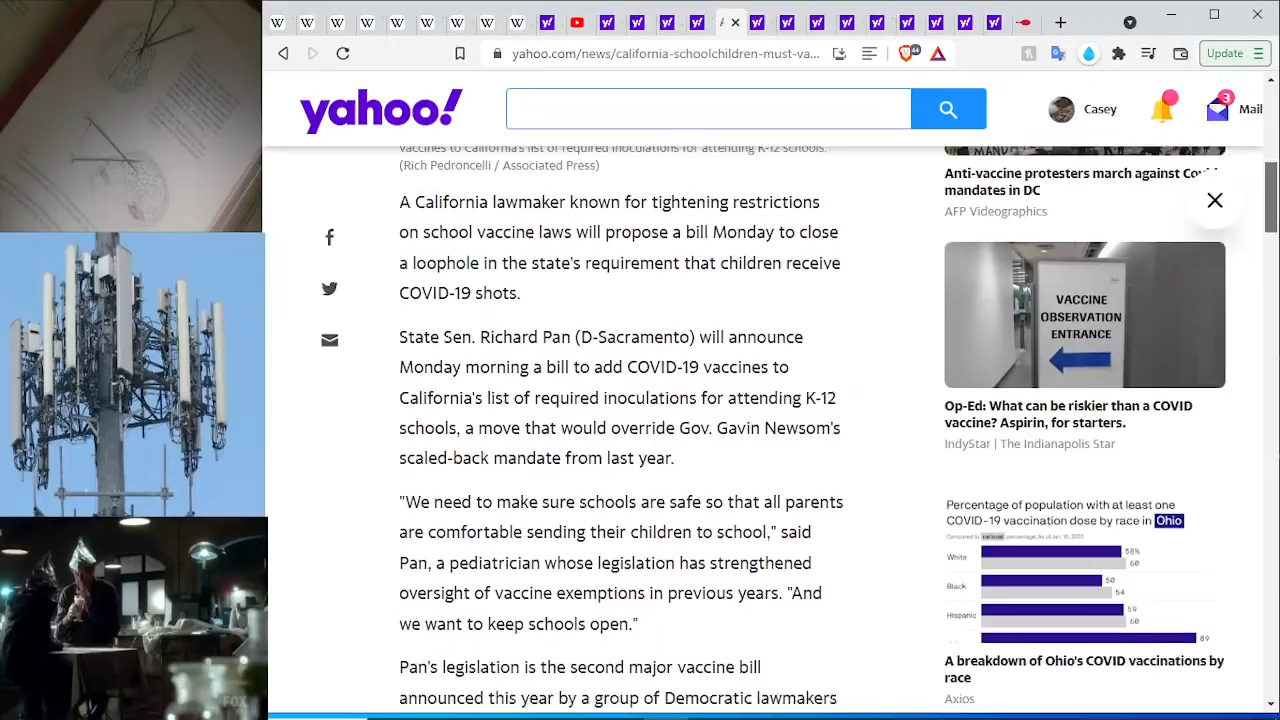 yahoo.com/news/california-schoolchildren-must-va...
44
Update
yahoo!
Casey
3
Mail
vaccines to California's list of required inoculations for attending K-12 schools.
(Rich Pedroncelli / Associated Press)
A California lawmaker known for tightening restrictions
on school vaccine laws will propose a bill Monday to close
a loophole in the state's requirement that children receive
COVID-19 shots.
State Sen. Richard Pan (D-Sacramento) will announce
Monday morning a bill to add COVID-19 vaccines to
California's list of required inoculations for attending K-12
schools, a move that would override Gov. Gavin Newsom's
scaled-back mandate from last year.
"We need to make sure schools are safe so that all parents
are comfortable sending their children to school," said
Pan, a pediatrician whose legislation has strengthened
oversight of vaccine exemptions in previous years. "And
we want to keep schools open."
Pan's legislation is the second major vaccine bill
announced this year by a group of Democratic lawmakers
Anti-vaccine protesters march against Covid
mandates in DC
AFP Videographics
VACCINE
OBSERVATION
ENTRANCE
Op-Ed: What can be riskier than a COVID
vaccine? Aspirin, for starters.
IndyStar | The Indianapolis Star
Percentage of population with at least one
COVID-19 vaccination dose by race in Ohio
White
58%
60
Black
50
54
Hispanic
59
60
89
A breakdown of Ohio's COVID vaccinations by
race
Axios
FOX